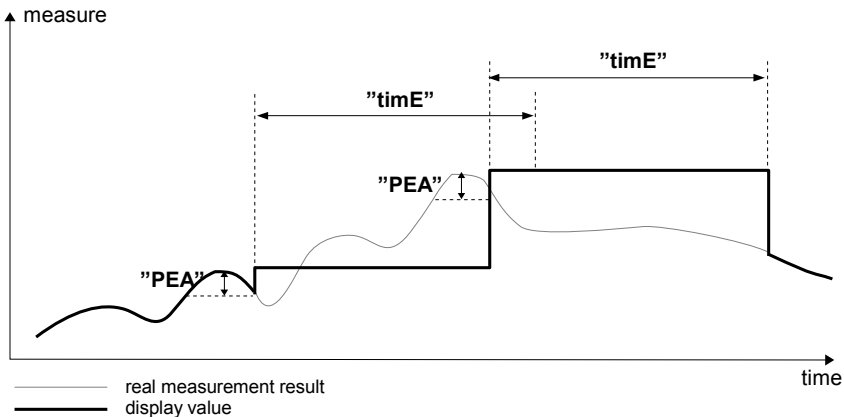 measure
”timE”
”timE”
”PEA”
”PEA”
time
real measurement result
display value